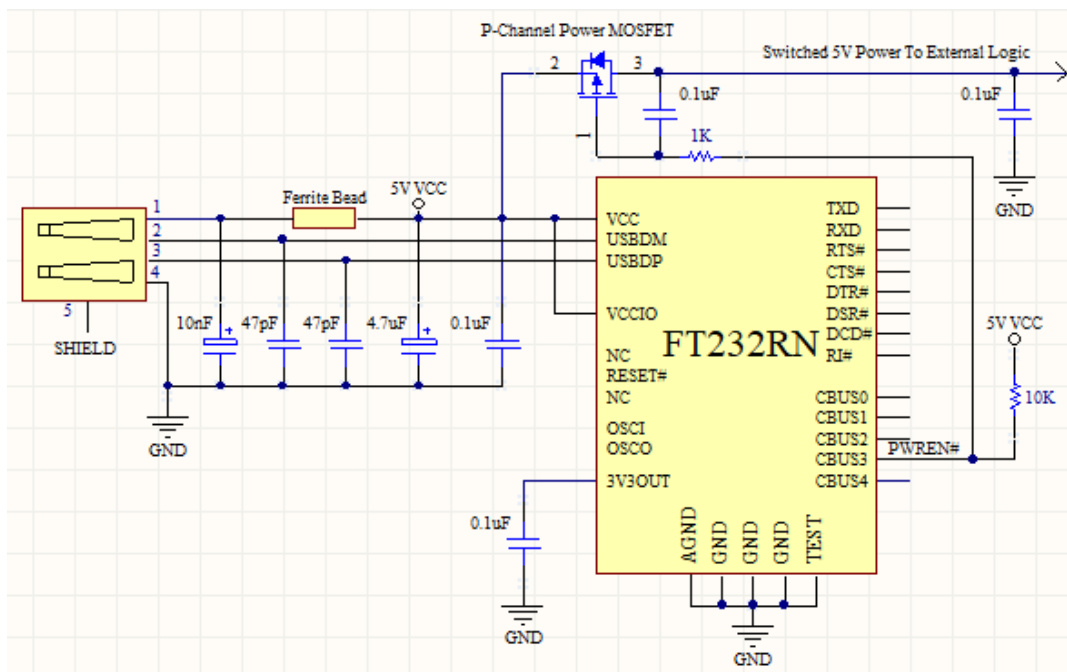 P-Channel Power MOSFET
Switched 5V Power To External Logic
2
3
0.1uF
0.1uF
1
1K
GND
5V VCC
Ferrite Bead
1
2
3
4
5
SHIELD
10nF
+
47pF
47pF
4.7uF
+
0.1uF
GND
VCC
USBDM
USBDP
VCCIO
NC
RESET#
NC
OSCI
OSCO
3V3OUT
FT232RN
TXD
RXD
RTS#
CTS#
DTR#
DSR#
DCD#
RI#
CBUS0
CBUS1
CBUS2
CBUS3
CBUS4
PWREN#
5V VCC
10K
0.1uF
GND
AGND
GND
GND
GND
TEST
GND